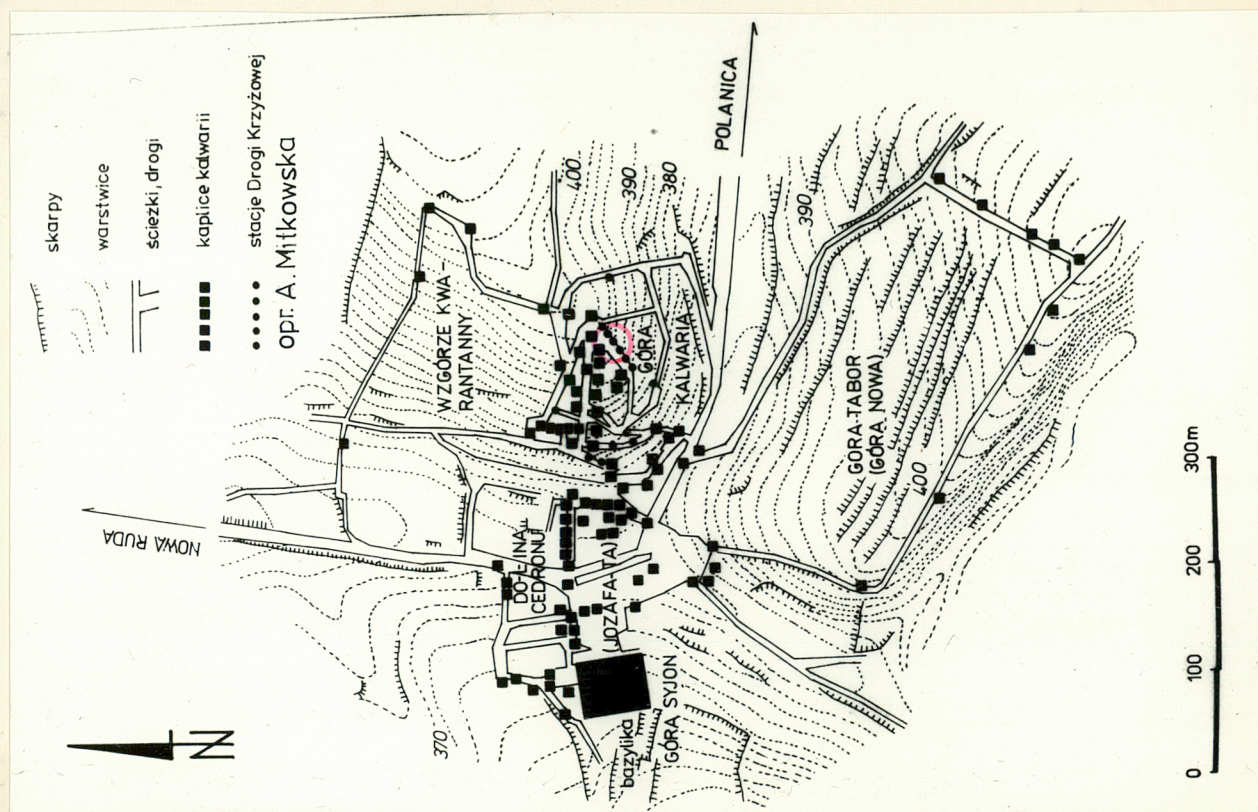 skarpy
warstwice
ścieżki, drogi
kaplice kalwarii
stacje Drogi Krzyżowej
opr. A. Mitkowska
POLANICA
400
390
380
390
WZGÓRZE KWA-
RANTANNY
GÓRA
KALWARIA
GÓRA-TABOR
(GÓRA NOWA)
400
NOWA RUDA
DO-L-INA
CEDRONU
(JOZAFA-TA)
GÓRA SYJON
bazylika
370
N
0 100 200 300m